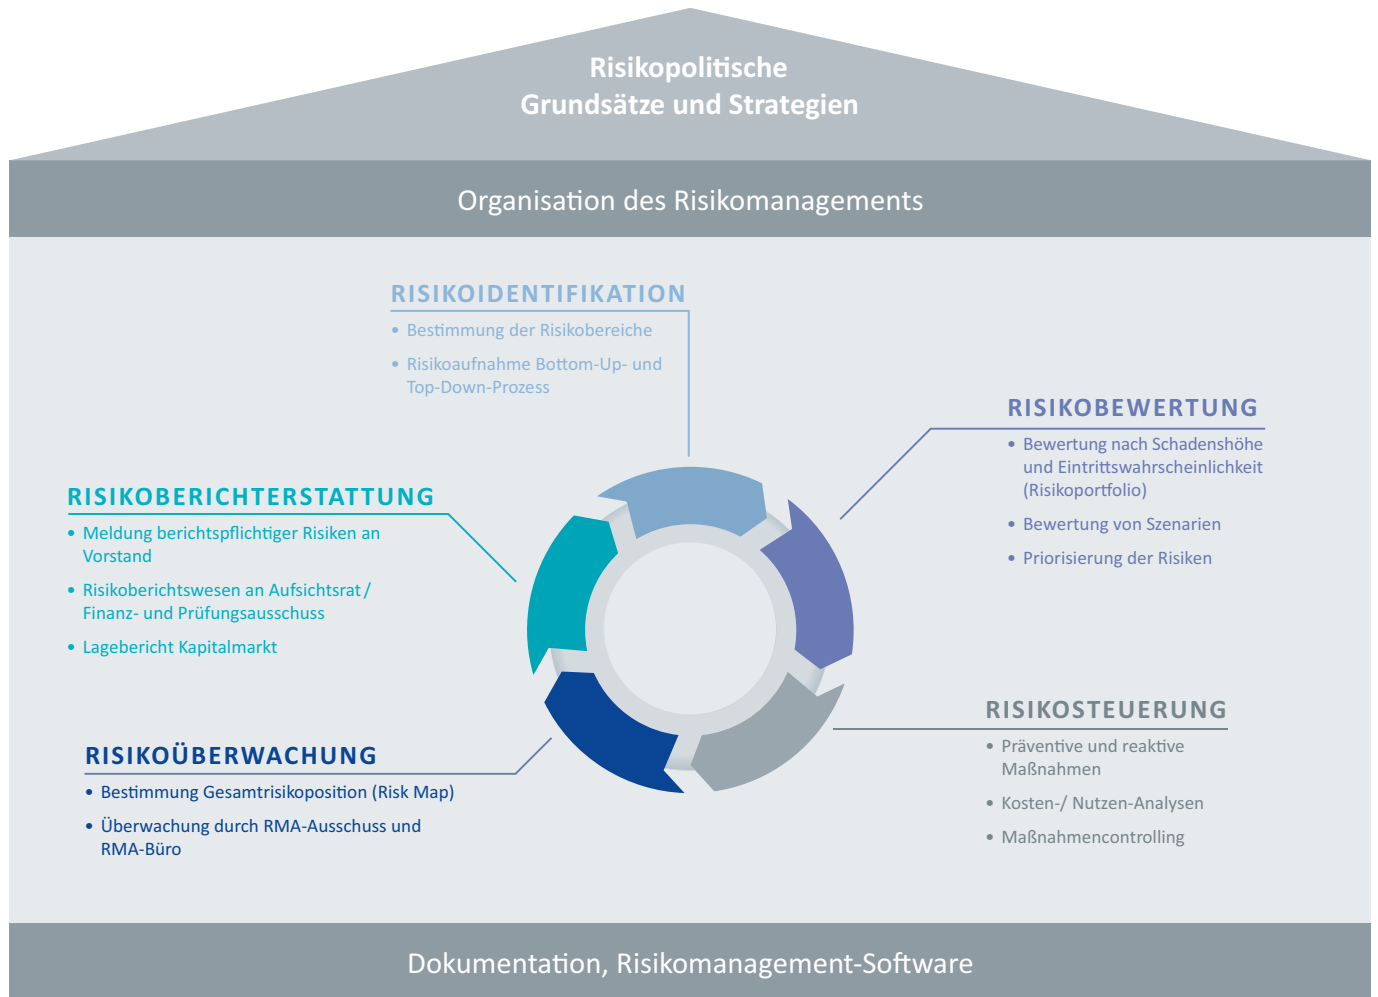 Risikopolitische
Grundsätze und Strategien
Organisation des Risikomanagements
RISIKOIDENTIFIKATION
• Bestimmung der Risikobereiche
• Risikoaufnahme Bottom-Up- und
Top-Down-Prozess
RISIKOBEWERTUNG
• Bewertung nach Schadenshöhe
und Eintrittswahrscheinlichkeit
(Risikoportfolio)
• Bewertung von Szenarien
• Priorisierung der Risiken
RISIKOSTEUERUNG
• Präventive und reaktive
Maßnahmen
• Kosten-/ Nutzen-Analysen
• Maßnahmencontrolling
RISIKOÜBERWACHUNG
• Bestimmung Gesamtrisikoposition (Risk Map)
• Überwachung durch RMA-Ausschuss und
RMA-Büro
RISIKOBERICHTERSTATTUNG
• Meldung berichtspflichtiger Risiken an
Vorstand
• Risikoberichtswesen an Aufsichtsrat /
Finanz- und Prüfungsausschuss
• Lagebericht Kapitalmarkt
Dokumentation, Risikomanagement-Software